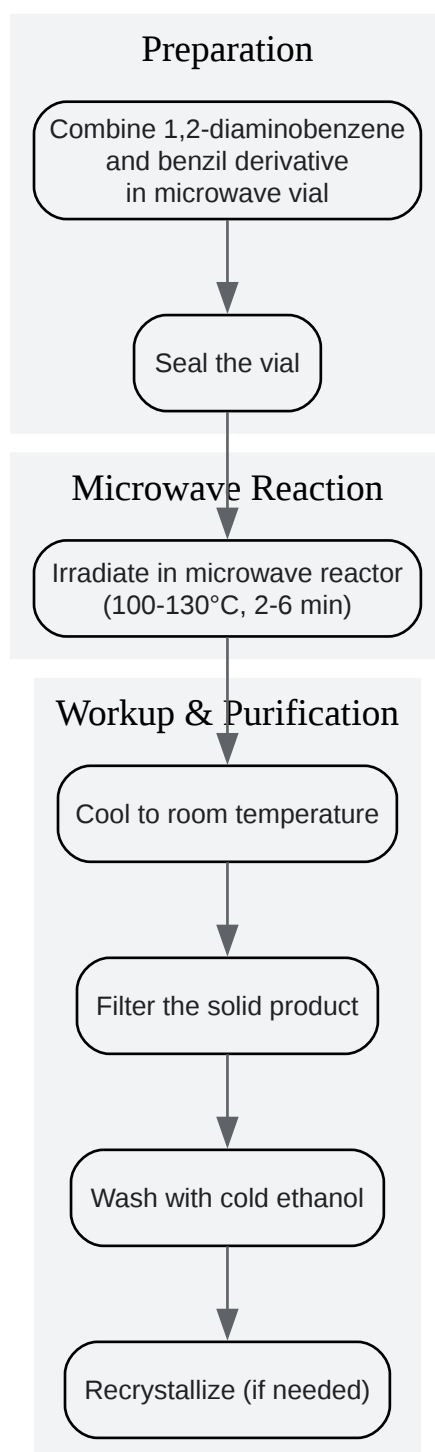 Preparation
Combine 1,2-diaminobenzene
and benzil derivative
in microwave vial
Seal the vial
Microwave Reaction
Irradiate in microwave reactor
(100-130°C, 2-6 min)
Workup & Purification
Cool to room temperature
Filter the solid product
Wash with cold ethanol
Recrystallize (if needed)